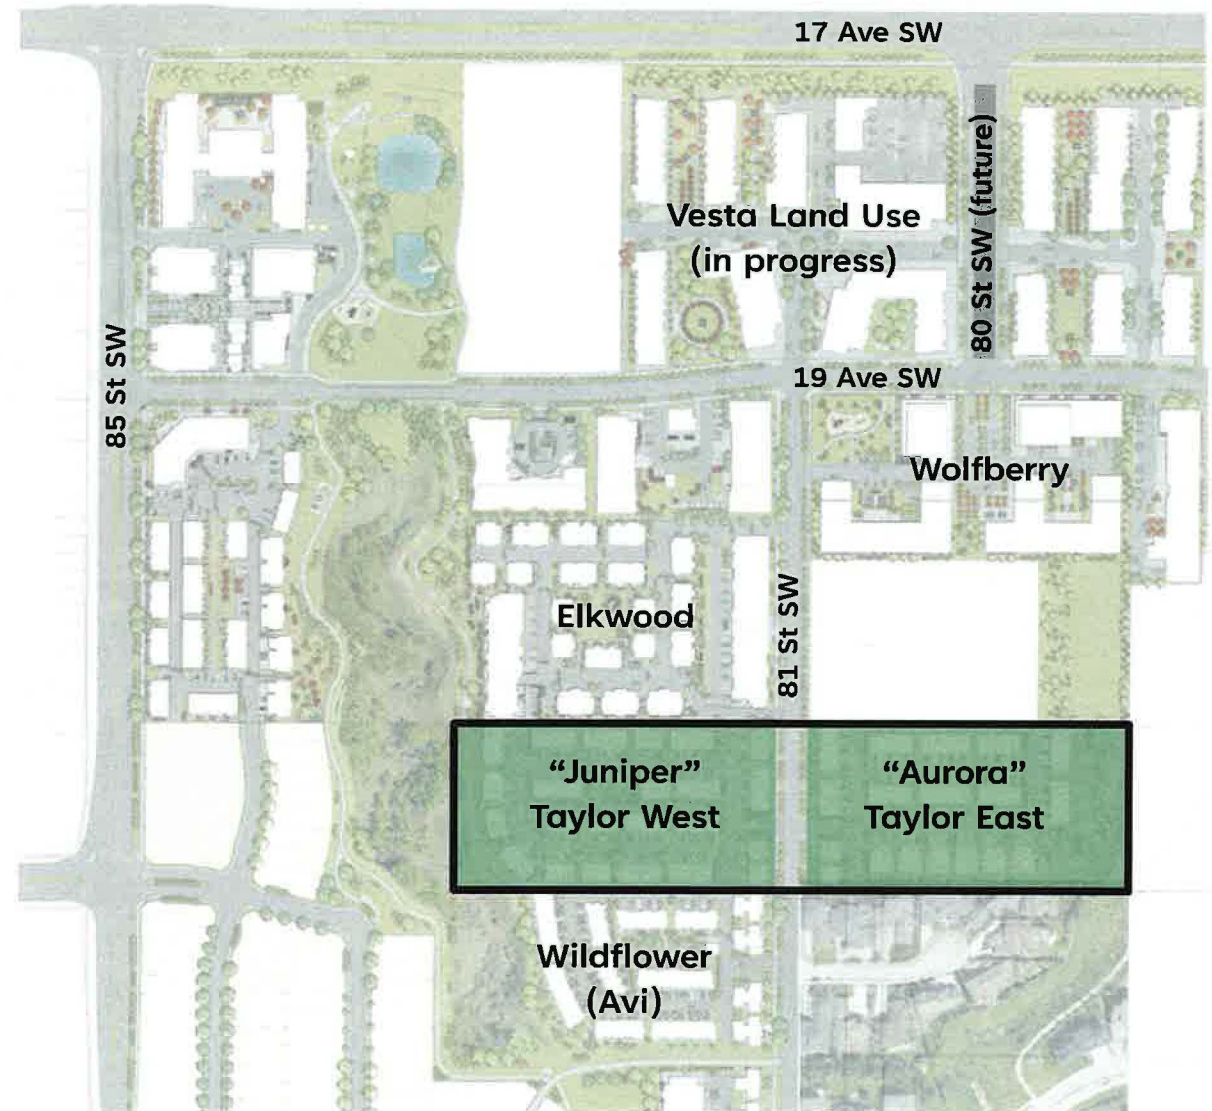 17 Ave SW
80 St SW (future)
Vesta Land Use
(in progress)
85 St SW
19 Ave SW
Wolfberry
Elkwood
81 St SW
“Juniper”
Taylor West
“Aurora”
Taylor East
Wildflower
(Avi)